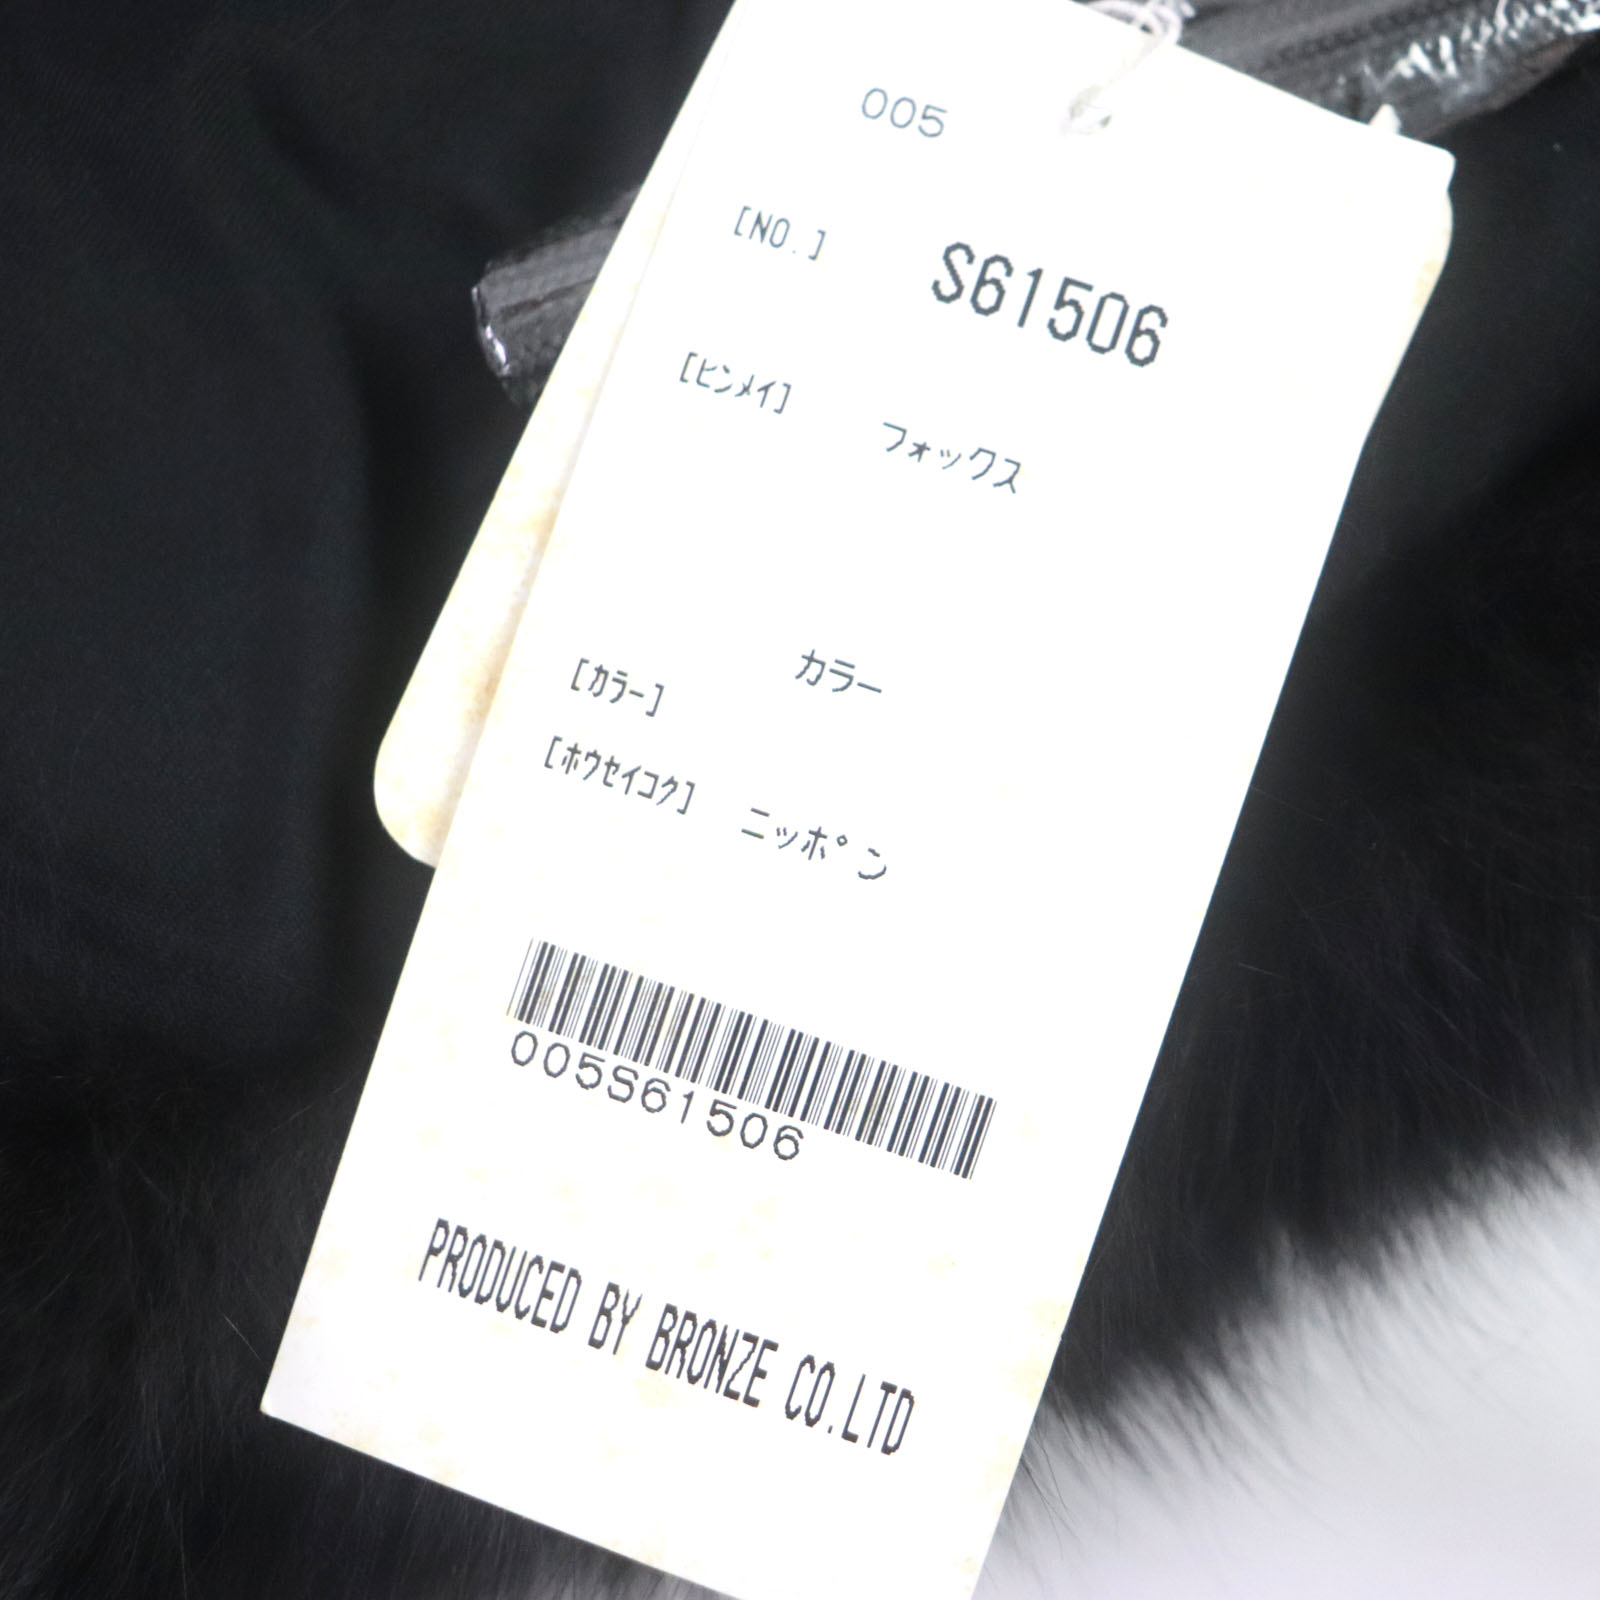 005
[NO.] S61506
[ヒンメイ] フォックス
カラー
[カラー]
[ホウセイコク] ニッポン
005S61506
PRODUCED BY BRONZE CO.LTD